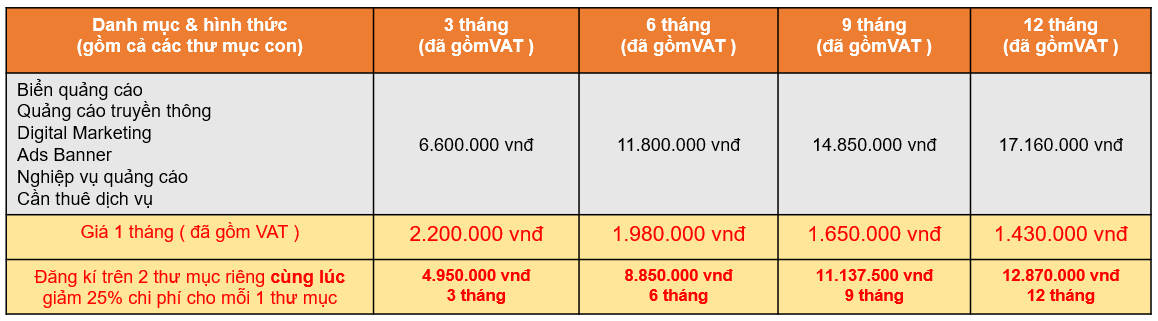 Danh mục & hình thức
(gồm cả các thư mục con)
3 tháng
(đã gồmVAT )
6 tháng
(đã gồmVAT )
9 tháng
(đã gồmVAT )
12 tháng
(đã gồmVAT )
Biển quảng cáo
Quảng cáo truyền thông
Digital Marketing
Ads Banner
Nghiệp vụ quảng cáo
Cần thuê dịch vụ
6.600.000 vnđ
11.800.000 vnđ
14.850.000 vnđ
17.160.000 vnđ
Giá 1 tháng ( đã gồm VAT )
2.200.000 vnđ
1.980.000 vnđ
1.650.000 vnđ
1.430.000 vnđ
Đăng kí trên 2 thư mục riêng cùng lúc
giảm 25% chi phí cho mỗi 1 thư mục
4.950.000 vnđ
3 tháng
8.850.000 vnđ
6 tháng
11.137.500 vnđ
9 tháng
12.870.000 vnđ
12 tháng